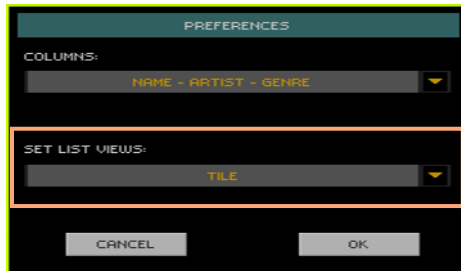 PREFERENCES
COLUMNS:
NAME - ARTIST - GENRE
SET LIST VIEWS:
TILE
CANCEL OK